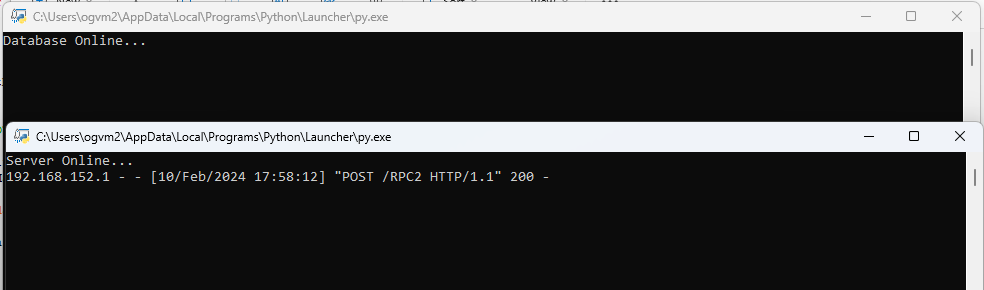 C:\Users\ogvm2\AppData\Local\Programs\Python\Launcher\py.exe
Database Online...
C:\Users\ogvm2\AppData\Local\Programs\Python\Launcher\py.exe
Server Online...
192.168.152.1 - - [10/Feb/2024 17:58:12] "POST /RPC2 HTTP/1.1" 200 -